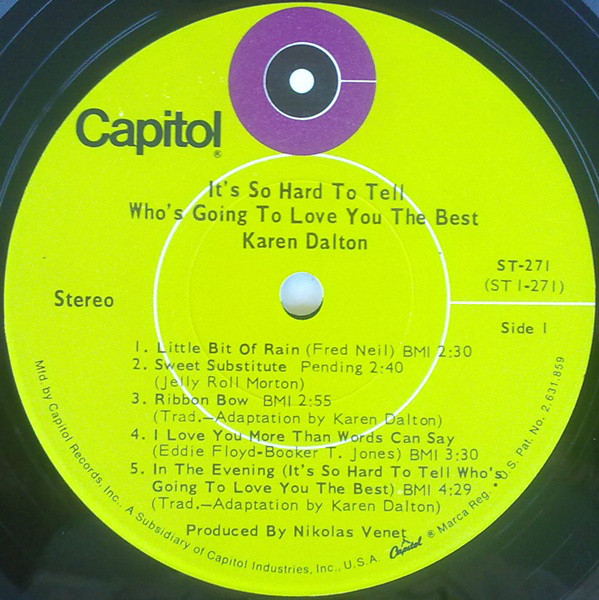 Capitol®
It's So Hard To Tell
Who's Going To Love You The Best
Karen Dalton
ST-271
(ST 1-271)
Stereo
Side 1
1. Little Bit Of Rain (Fred Neil) BMI 2:30
2. Sweet Substitute Pending 2:40
(Jelly Roll Morton)
3. Ribbon Bow BMI 2:55
(Trad.—Adaptation by Karen Dalton)
4. I Love You More Than Words Can Say
(Eddie Floyd-Booker T. Jones) BMI 3:30
5. In The Evening (It's So Hard To Tell Who's
Going To Love You The Best) BMI 4:29
(Trad.—Adaptation by Karen Dalton)
Produced By Nikolas Venet
Mfd. by Capitol Records, Inc., A Subsidiary of Capitol Industries, Inc., U.S.A. Capitol ® Marca Reg. • U.S. Pat. No. 2,631,859